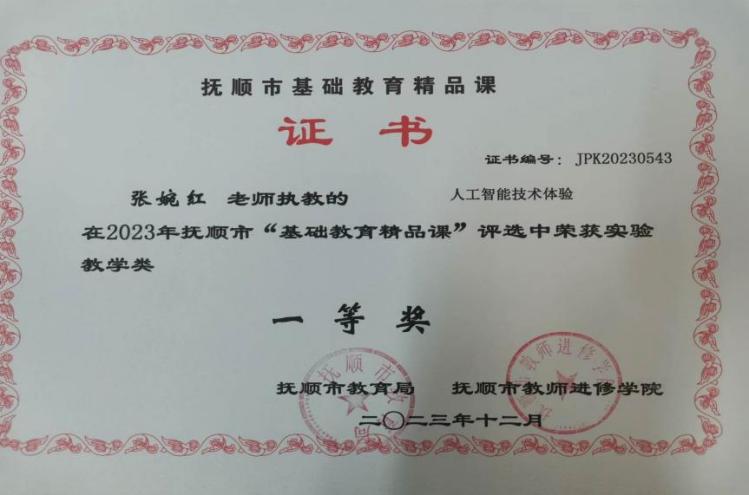 抚顺市基础教育精品课
证书
证书编号：JPK20230543
张婉红 老师执教的 人工智能技术体验
在2023年抚顺市“基础教育精品课”评选中荣获实验
教学类
一等奖
抚顺市教育局 抚顺市教师进修学院
二〇二三年十二月